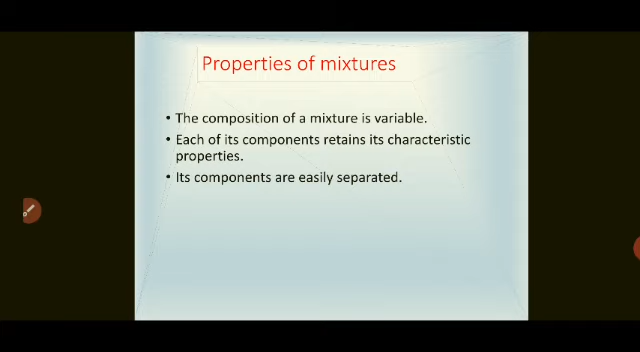 Properties of mixtures
• The composition of a mixture is variable.
• Each of its components retains its characteristic
properties.
• Its components are easily separated.